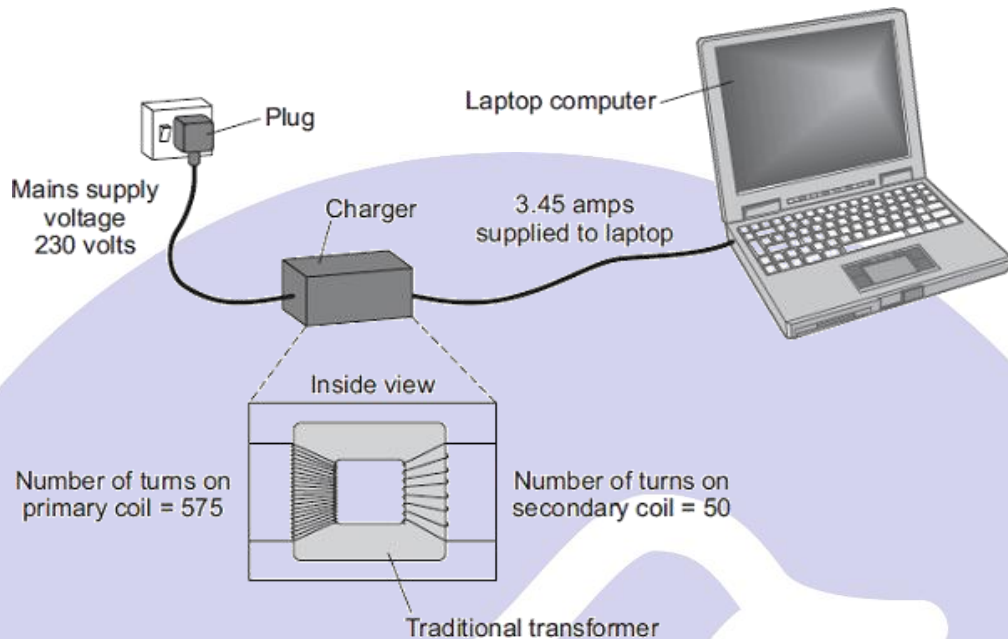 Laptop computer
Plug
Mains supply
voltage
230 volts
Charger
3.45 amps
supplied to laptop
Inside view
Number of turns on
primary coil = 575
Number of turns on
secondary coil = 50
Traditional transformer